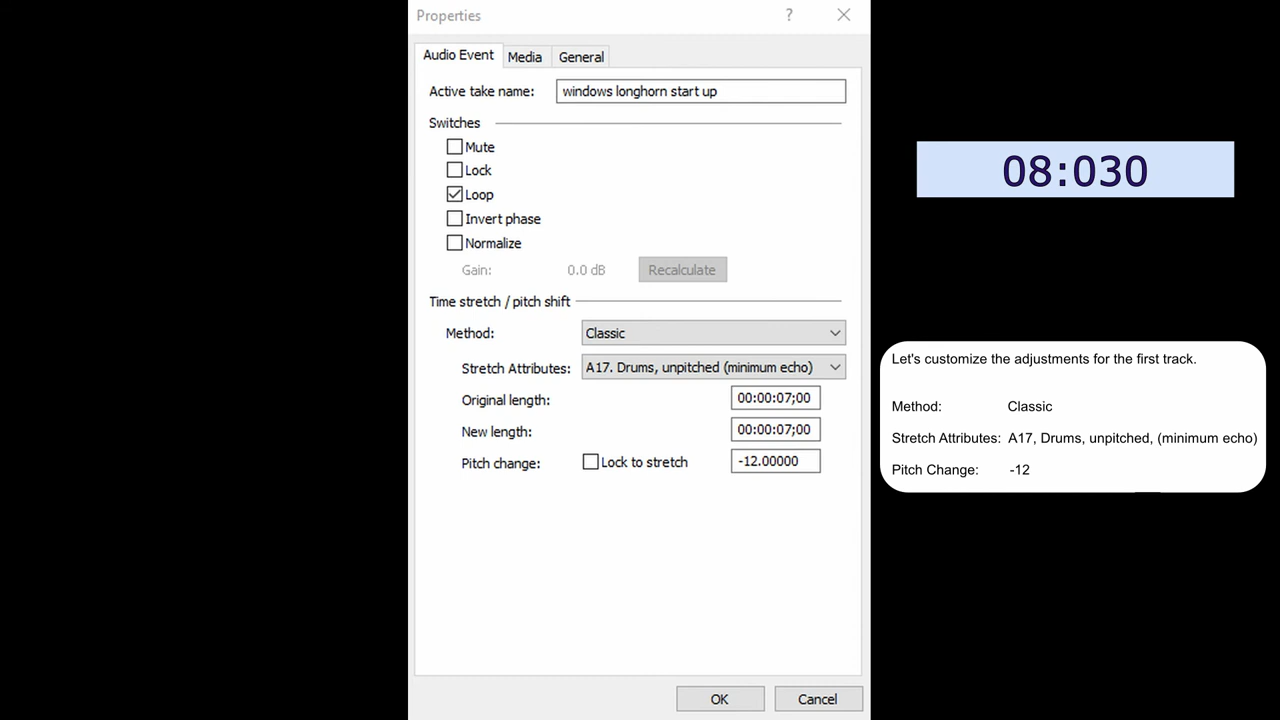 Properties
?
Audio Event
Media
General
Active take name:
windows longhorn start up
Switches
Mute
Lock
Loop
Invert phase
Normalize
Gain:
0.0 dB
Recalculate
Time stretch / pitch shift
Method:
Classic
Stretch Attributes:
A17. Drums, unpitched (minimum echo)
Original length:
00:00:07;00
New length:
00:00:07;00
Pitch change:
Lock to stretch
-12.00000
OK
Cancel
08:030
Let's customize the adjustments for the first track.
Method: Classic
Stretch Attributes: A17, Drums, unpitched, (minimum echo)
Pitch Change: -12